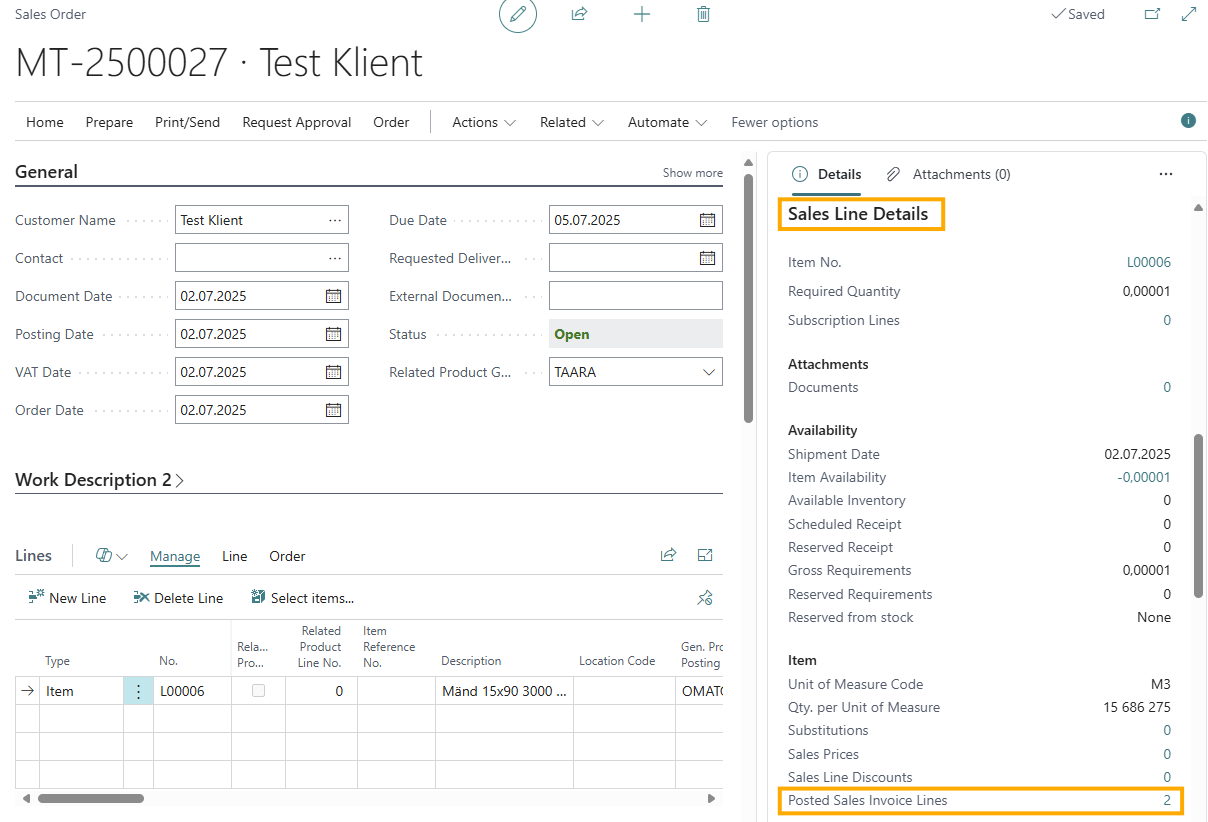 Sales Order
Saved
MT-2500027 · Test Klient
Home Prepare Print/Send Request Approval Order Actions Related Automate Fewer options
General Show more
Customer Name Test Klient
Contact
Document Date 02.07.2025
Posting Date 02.07.2025
VAT Date 02.07.2025
Order Date 02.07.2025
Due Date 05.07.2025
Requested Deliver...
External Documen...
Status Open
Related Product G... TAARA
Work Description 2
Lines Manage Line Order
New Line Delete Line Select items...
Type
No.
Rela...
Pro...
Related
Product
Line No.
Item
Reference
No.
Description
Location Code
Gen. Pro
Posting
Item L00006 0 Mänd 15x90 3000 ... OMATO
Details Attachments (0)
Sales Line Details
Item No. L00006
Required Quantity 0,00001
Subscription Lines 0
Attachments
Documents 0
Availability
Shipment Date 02.07.2025
Item Availability -0,00001
Available Inventory 0
Scheduled Receipt 0
Reserved Receipt 0
Gross Requirements 0,00001
Reserved Requirements 0
Reserved from stock None
Item
Unit of Measure Code M3
Qty. per Unit of Measure 15 686 275
Substitutions 0
Sales Prices 0
Sales Line Discounts 0
Posted Sales Invoice Lines 2